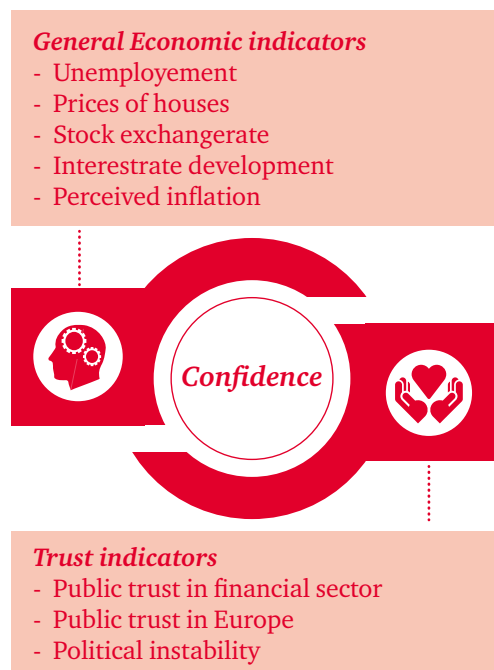 General Economic indicators
- Unemployement
- Prices of houses
- Stock exchangerate
- Interestrate development
- Perceived inflation
Confidence
Trust indicators
- Public trust in financial sector
- Public trust in Europe
- Political instability